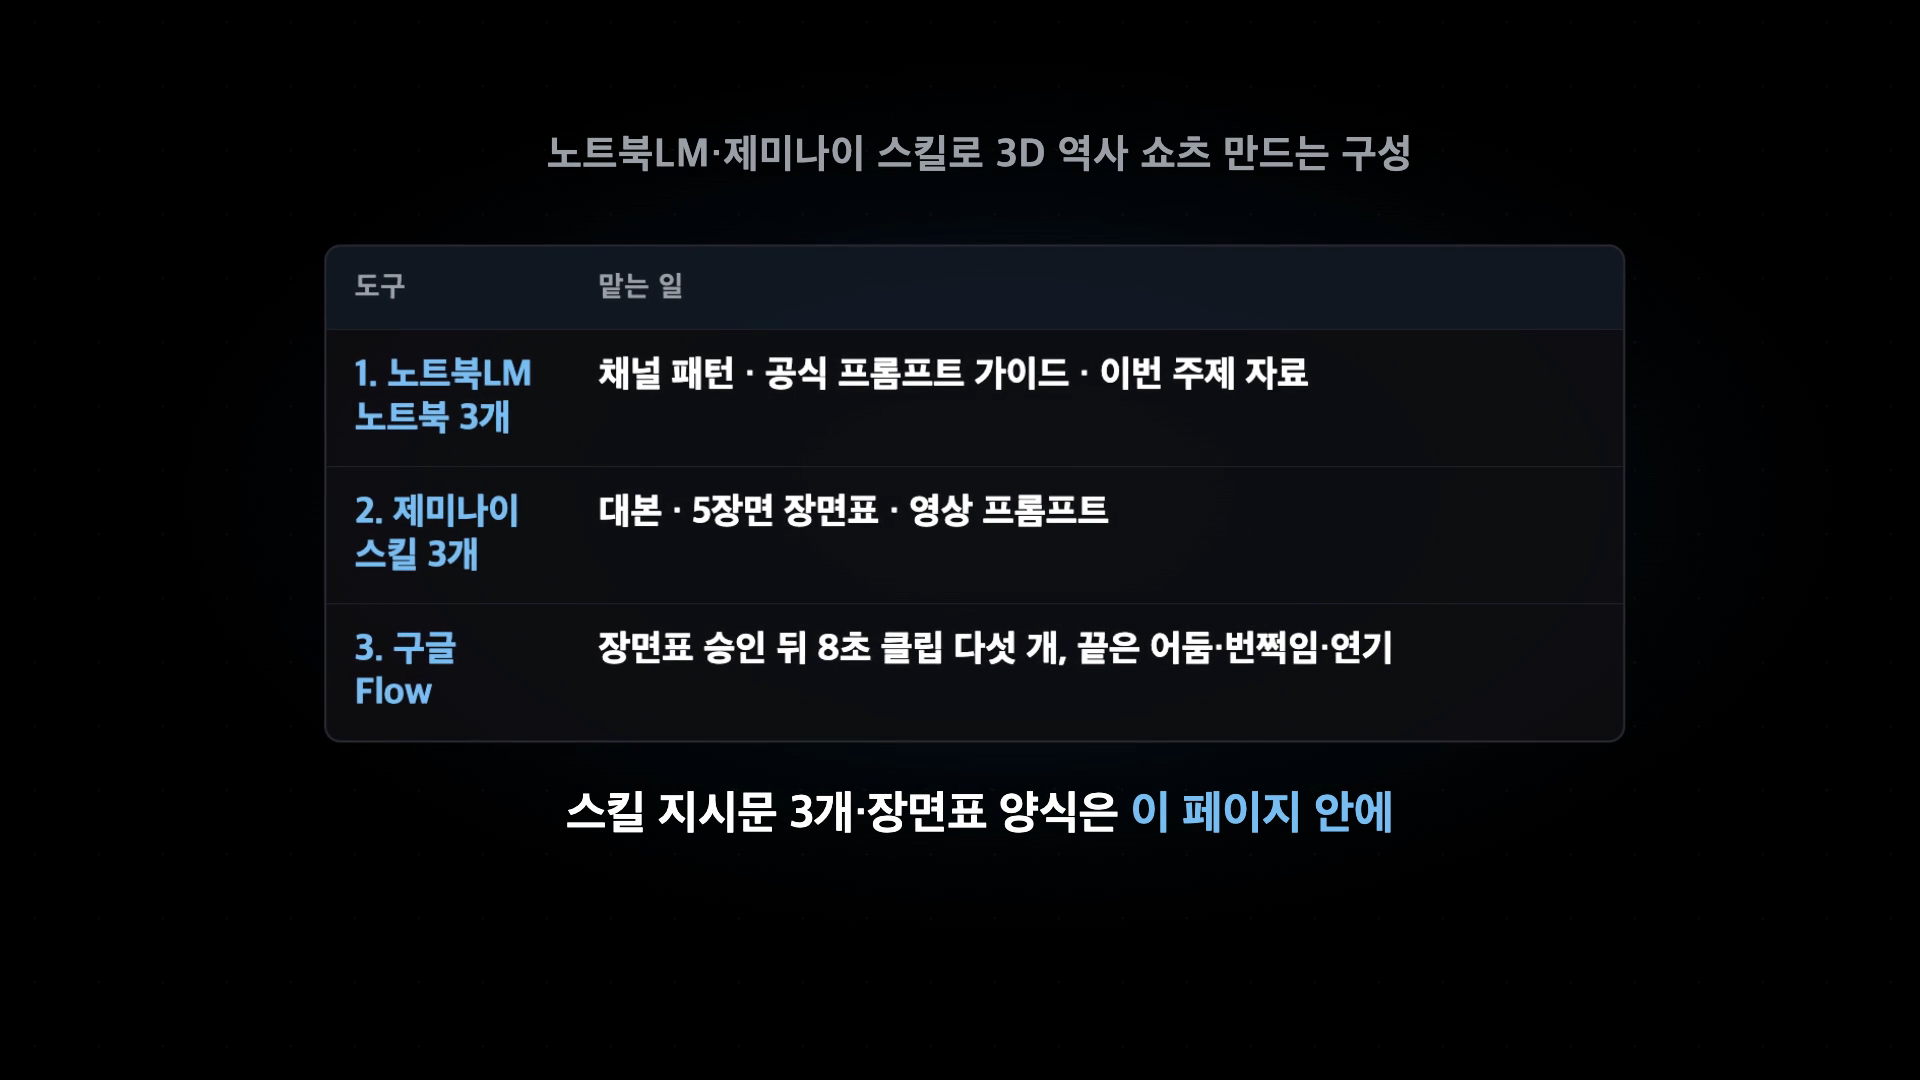 노트북LM·제미나이 스킬로 3D 역사 쇼츠 만드는 구성
도구
맡는 일
1. 노트북LM
노트북 3개
채널 패턴 · 공식 프롬프트 가이드 · 이번 주제 자료
2. 제미나이
스킬 3개
대본 · 5장면 장면표 · 영상 프롬프트
3. 구글
Flow
장면표 승인 뒤 8초 클립 다섯 개, 끝은 어둠·번쩍임·연기
스킬 지시문 3개·장면표 양식은 이 페이지 안에